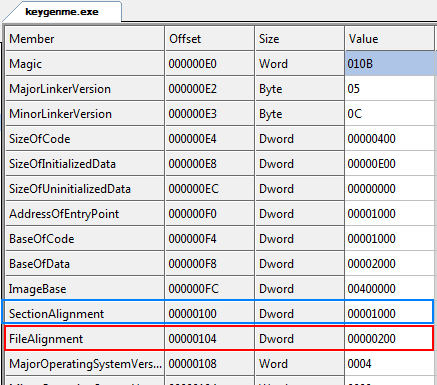 keygenme.exe
Member Offset Size Value
Magic 000000E0 Word 010B
MajorLinkerVersion 000000E2 Byte 05
MinorLinkerVersion 000000E3 Byte 0C
SizeOfCode 000000E4 Dword 00000400
SizeOfInitializedData 000000E8 Dword 00000E00
SizeOfUninitializedData 000000EC Dword 00000000
AddressOfEntryPoint 000000F0 Dword 00001000
BaseOfCode 000000F4 Dword 00001000
BaseOfData 000000F8 Dword 00002000
ImageBase 000000FC Dword 00400000
SectionAlignment 00000100 Dword 00001000
FileAlignment 00000104 Dword 00000200
MajorOperatingSystemVers... 00000108 Word 0004